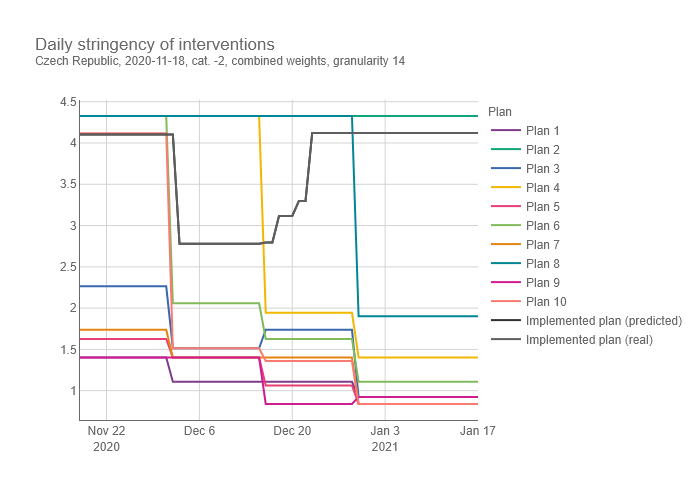 Daily stringency of interventions
Czech Republic, 2020-11-18, cat. -2, combined weights, granularity 14
4.5
4
3.5
3
2.5
2
1.5
1
Nov 22
2020
Dec 6
Dec 20
Jan 3
2021
Jan 17
Plan
Plan 1
Plan 2
Plan 3
Plan 4
Plan 5
Plan 6
Plan 7
Plan 8
Plan 9
Plan 10
Implemented plan (predicted)
Implemented plan (real)